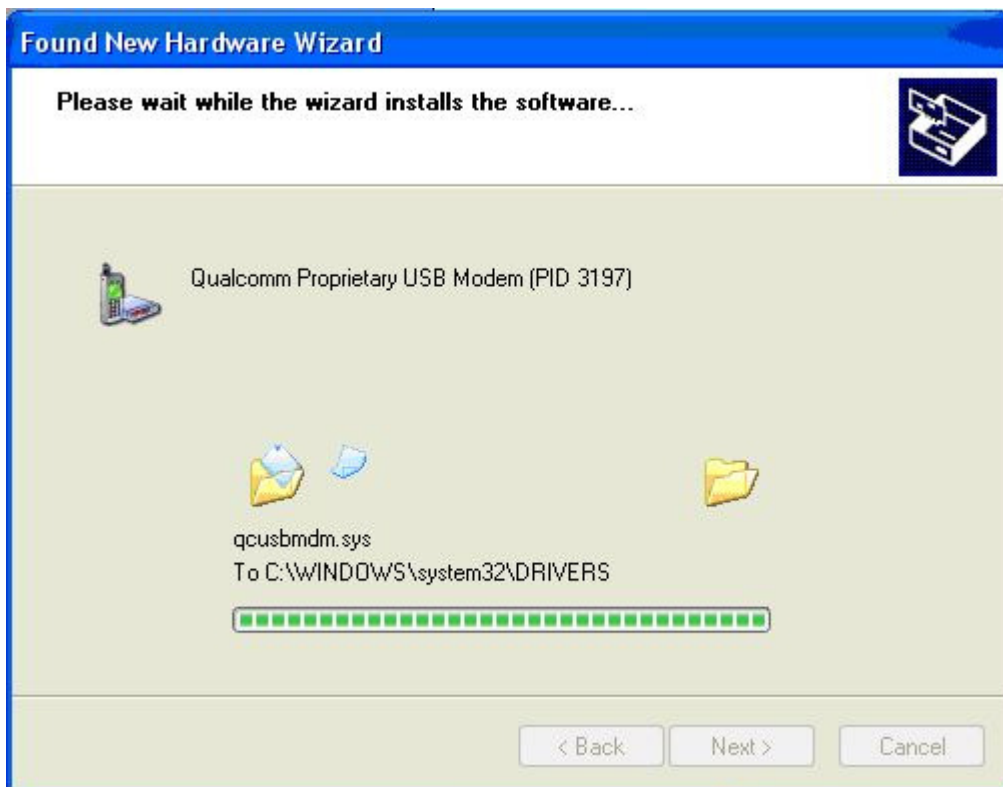 Found New Hardware Wizard
Please wait while the wizard installs the software...
Qualcomm Proprietary USB Modem (PID 3197)
qcusbmdm.sys
To C:\WINDOWS\system32\DRIVERS
< Back
Next >
Cancel